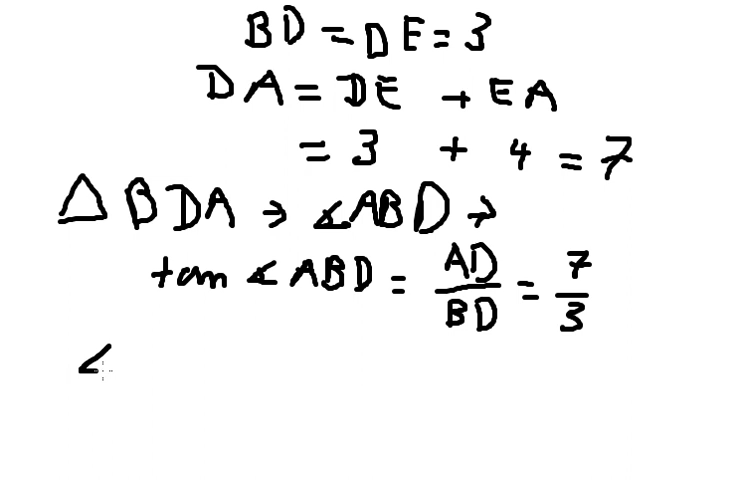 BD = DE = 3
DA = DE + EA
= 3 + 4 = 7
△ BDA → ∡ABD →
tan ∡ ABD = AD/BD = 7/3
∠